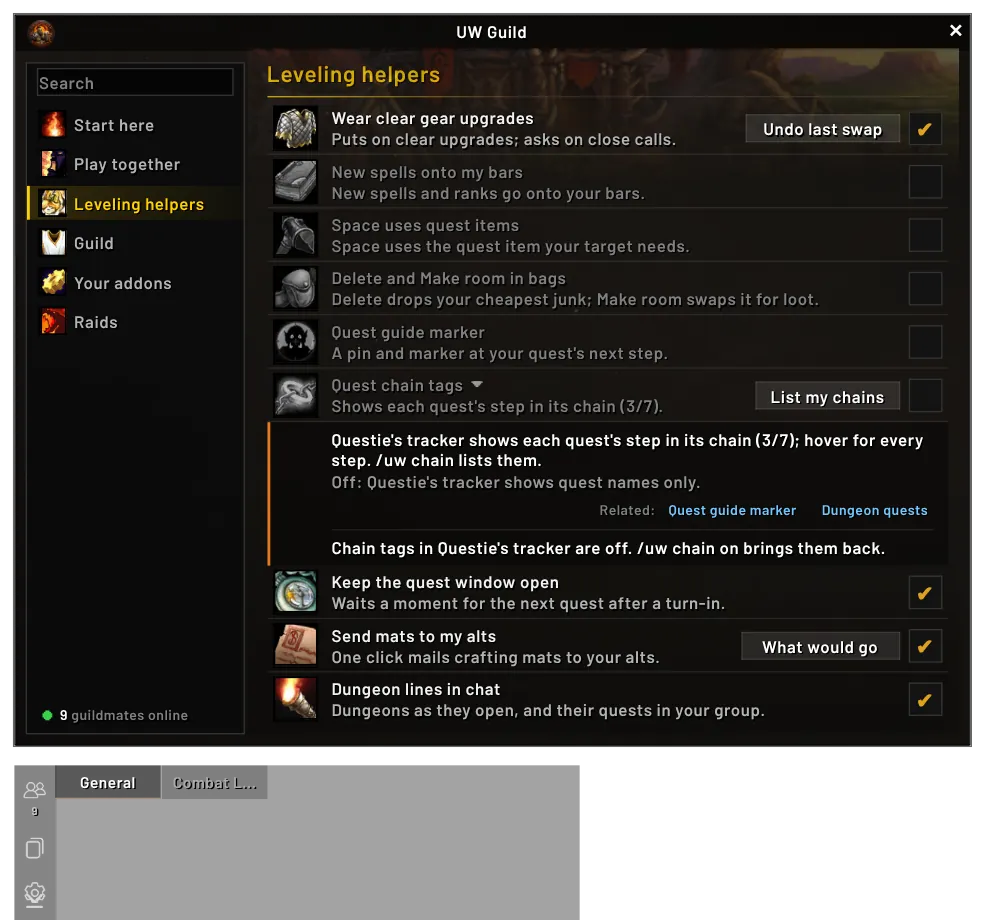 UW Guild
Search
Start here
Play together
Leveling helpers
Guild
Your addons
Raids
9 guildmates online
Leveling helpers
Wear clear gear upgrades
Puts on clear upgrades; asks on close calls.
Undo last swap
New spells onto my bars
New spells and ranks go onto your bars.
Space uses quest items
Space uses the quest item your target needs.
Delete and Make room in bags
Delete drops your cheapest junk; Make room swaps it for loot.
Quest guide marker
A pin and marker at your quest's next step.
Quest chain tags
Shows each quest's step in its chain (3/7).
List my chains
Questie's tracker shows each quest's step in its chain (3/7); hover for every
step. /uw chain lists them.
Off: Questie's tracker shows quest names only.
Related: Quest guide marker Dungeon quests
Chain tags in Questie's tracker are off. /uw chain on brings them back.
Keep the quest window open
Waits a moment for the next quest after a turn-in.
Send mats to my alts
One click mails crafting mats to your alts.
What would go
Dungeon lines in chat
Dungeons as they open, and their quests in your group.
General
Combat L...
9